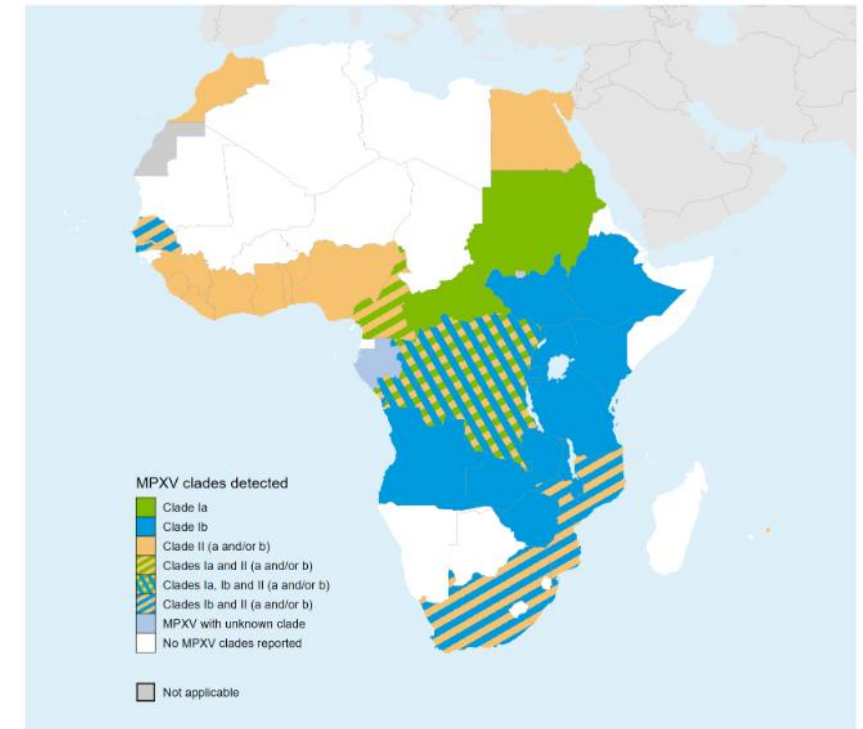 MPXV clades detected
Clade Ia
Clade Ib
Clade II (a and/or b)
Clades Ia and II (a and/or b)
Clades Ia, Ib and II (a and/or b)
Clades Ib and II (a and/or b)
MPXV with unknown clade
No MPXV clades reported
Not applicable